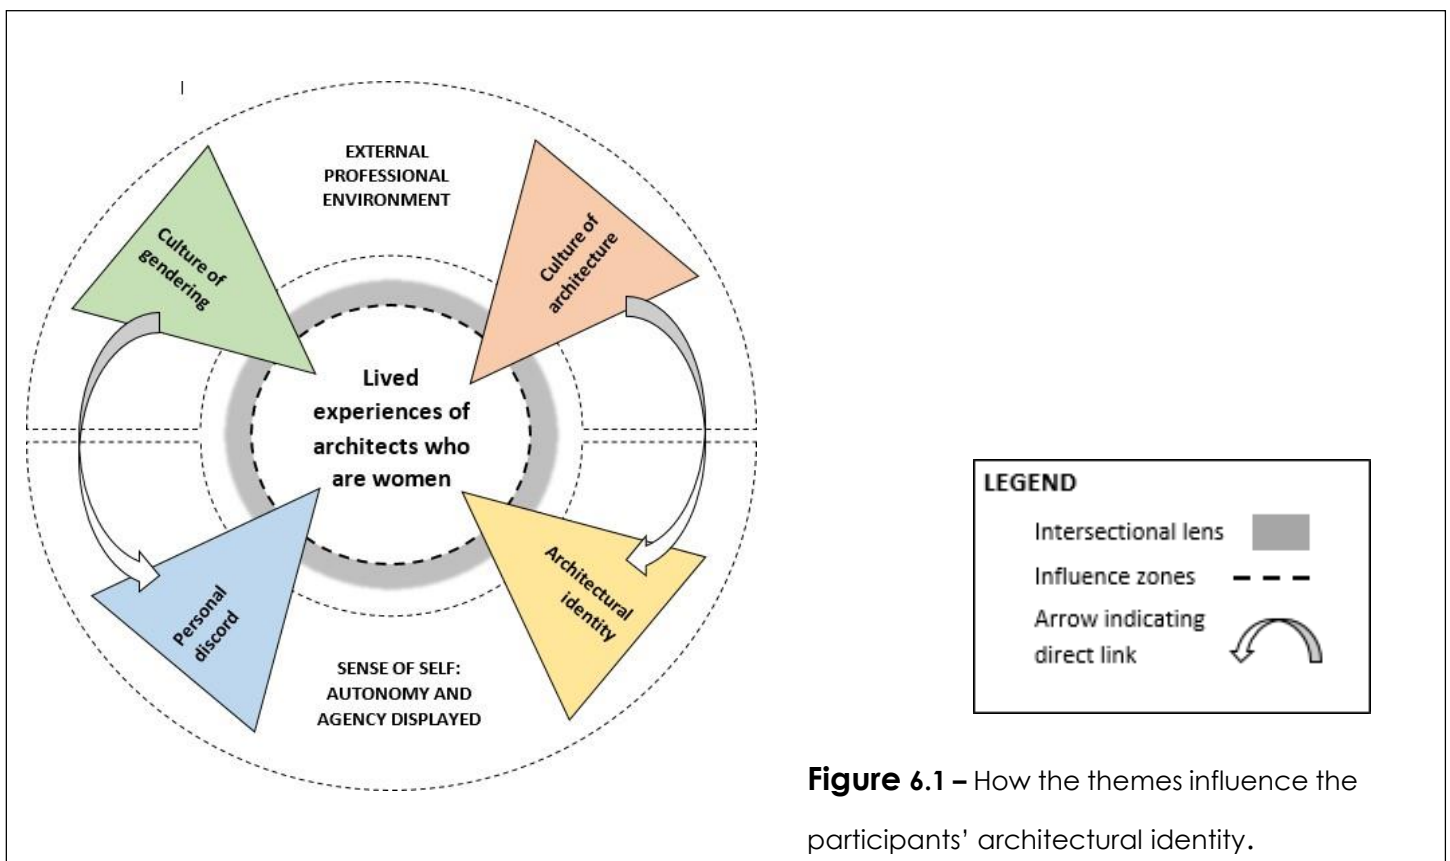 EXTERNAL
PROFESSIONAL
ENVIRONMENT
Culture of
gendering
Culture of
architecture
Lived
experiences of
architects who
are women
Personal
discord
Architectural
identity
SENSE OF SELF:
AUTONOMY AND
AGENCY DISPLAYED
LEGEND
Intersectional lens
Influence zones
Arrow indicating
direct link
Figure 6.1 – How the themes influence the
participants’ architectural identity.